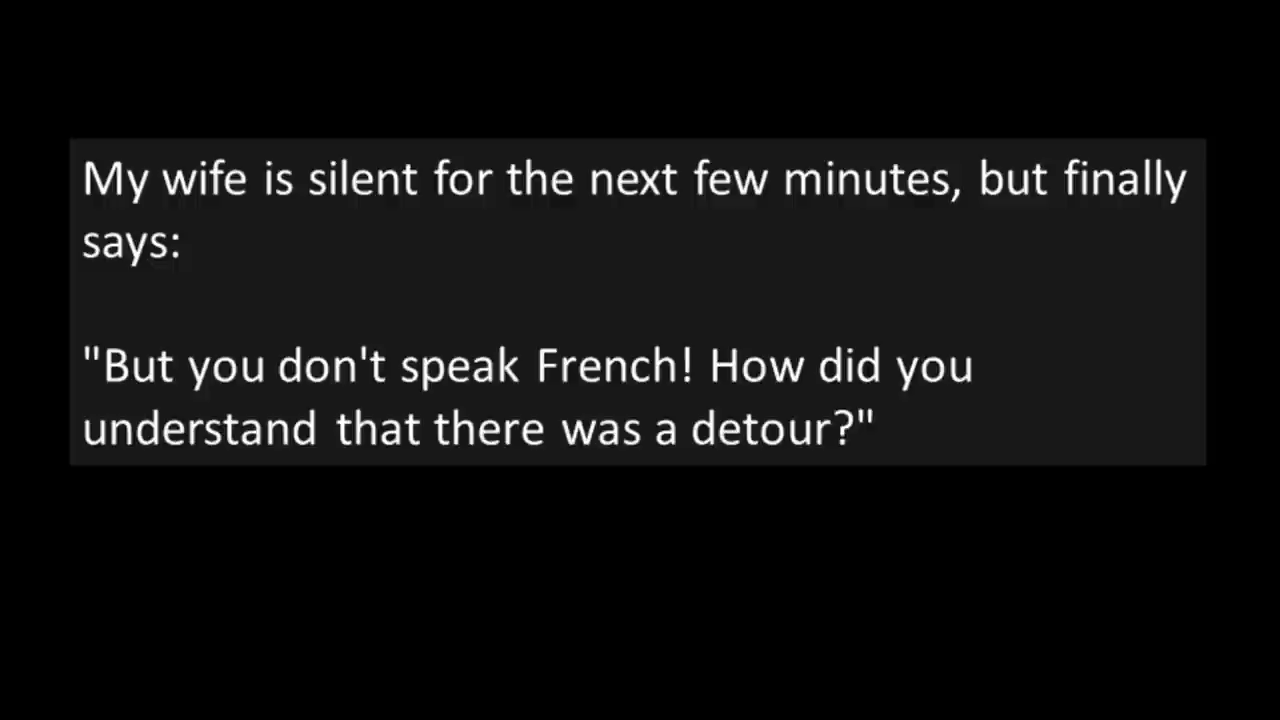 My wife is silent for the next few minutes, but finally
says:
"But you don't speak French! How did you
understand that there was a detour?"